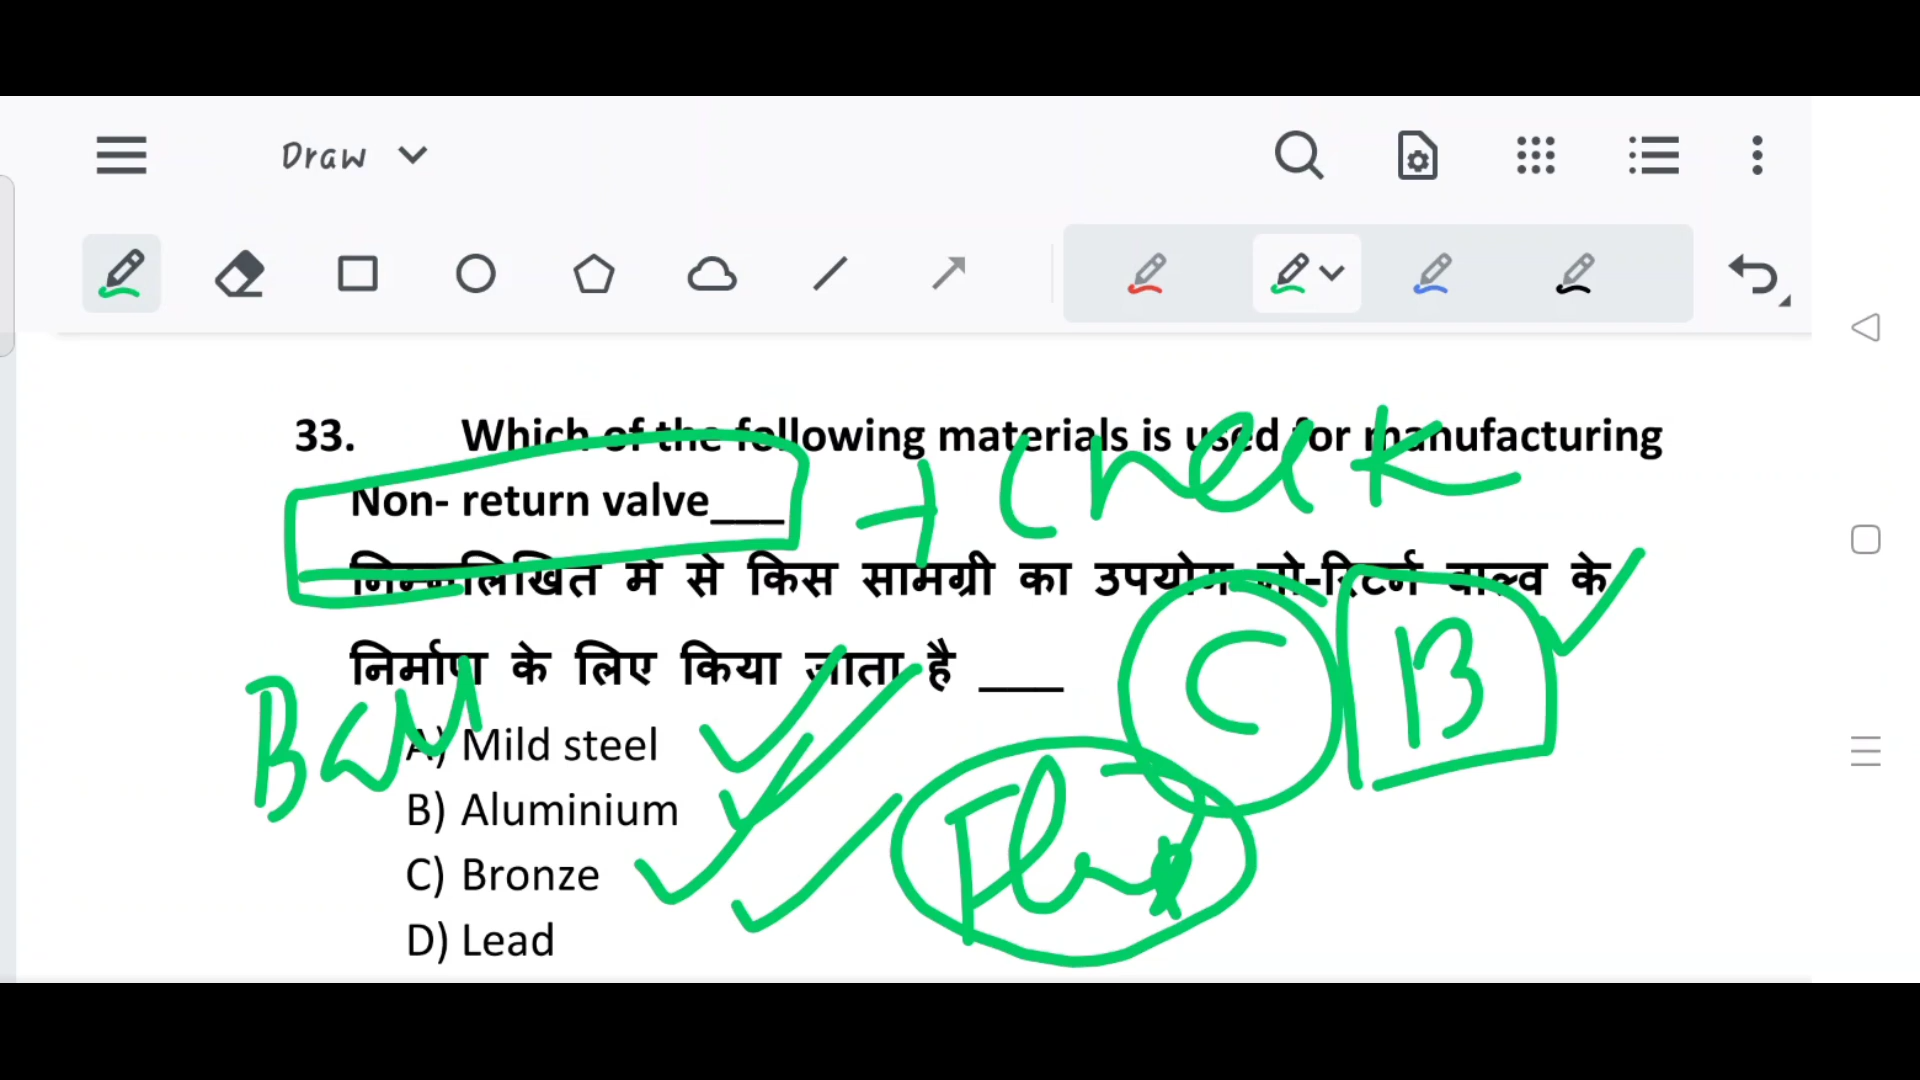 Draw
33. Which of the following materials is used for manufacturing
Non- return valve___
निम्नलिखित में से किस सामग्री का उपयोग नो-रिटर्न वाल्व के
निर्माण के लिए किया जाता है ___
A) Mild steel
B) Aluminium
C) Bronze
D) Lead
Check
C
B